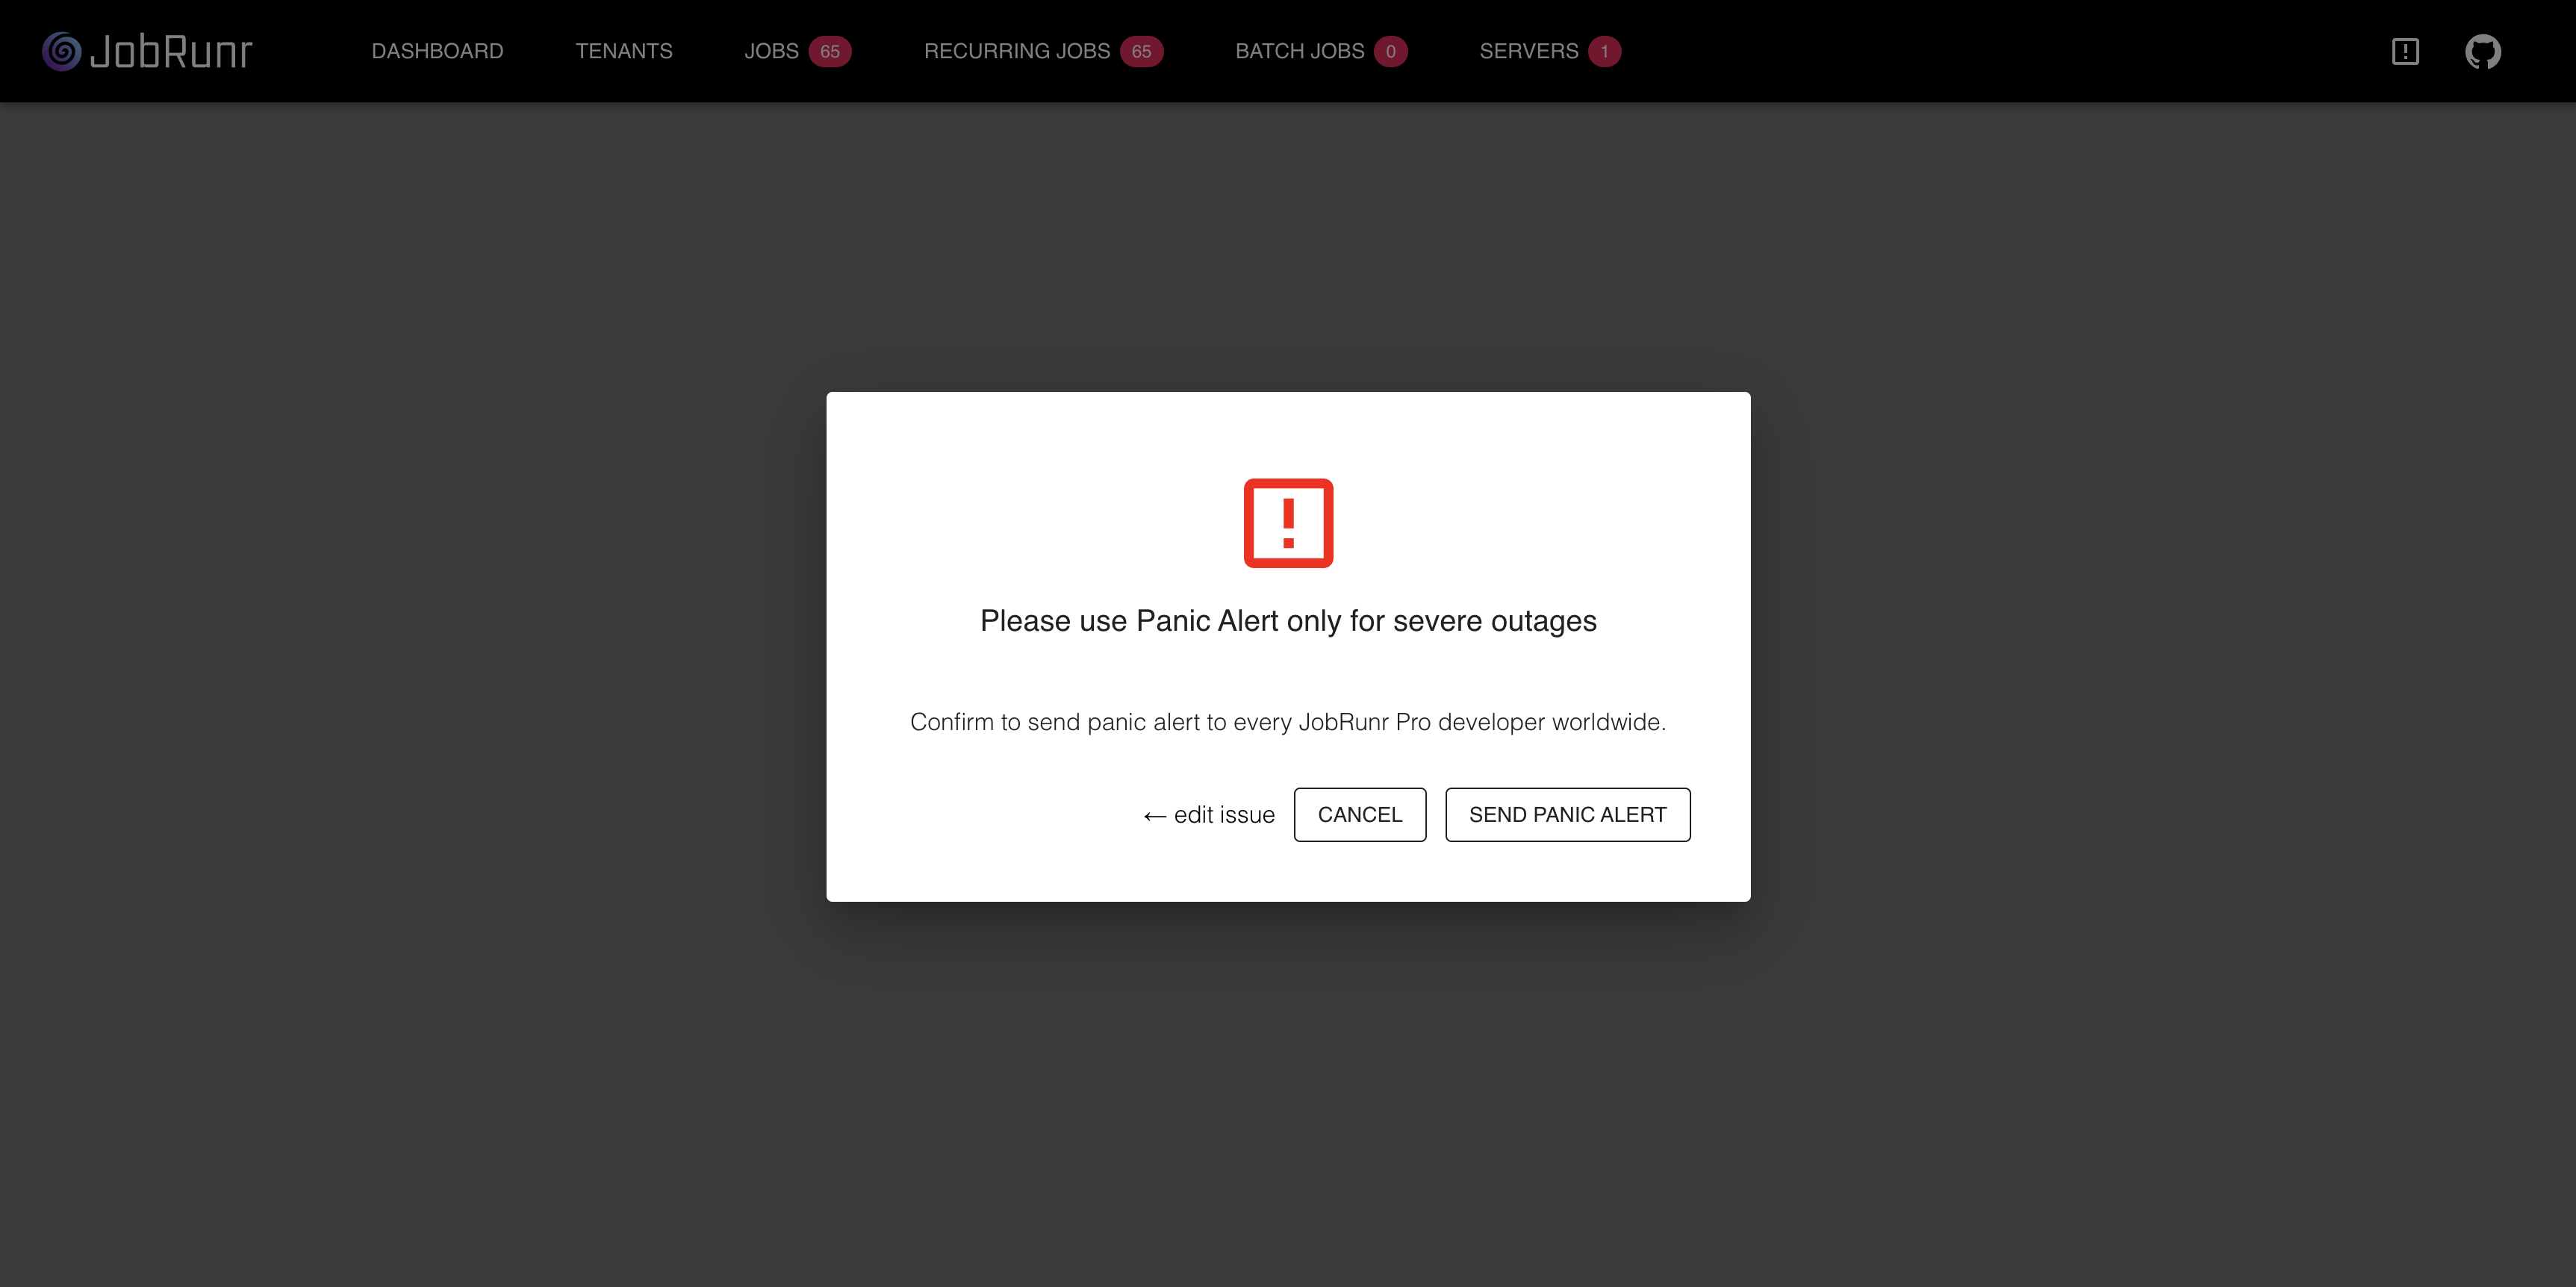 JobRunr
DASHBOARD
TENANTS
JOBS 65
RECURRING JOBS 65
BATCH JOBS 0
SERVERS 1
Please use Panic Alert only for severe outages
Confirm to send panic alert to every JobRunr Pro developer worldwide.
← edit issue
CANCEL
SEND PANIC ALERT